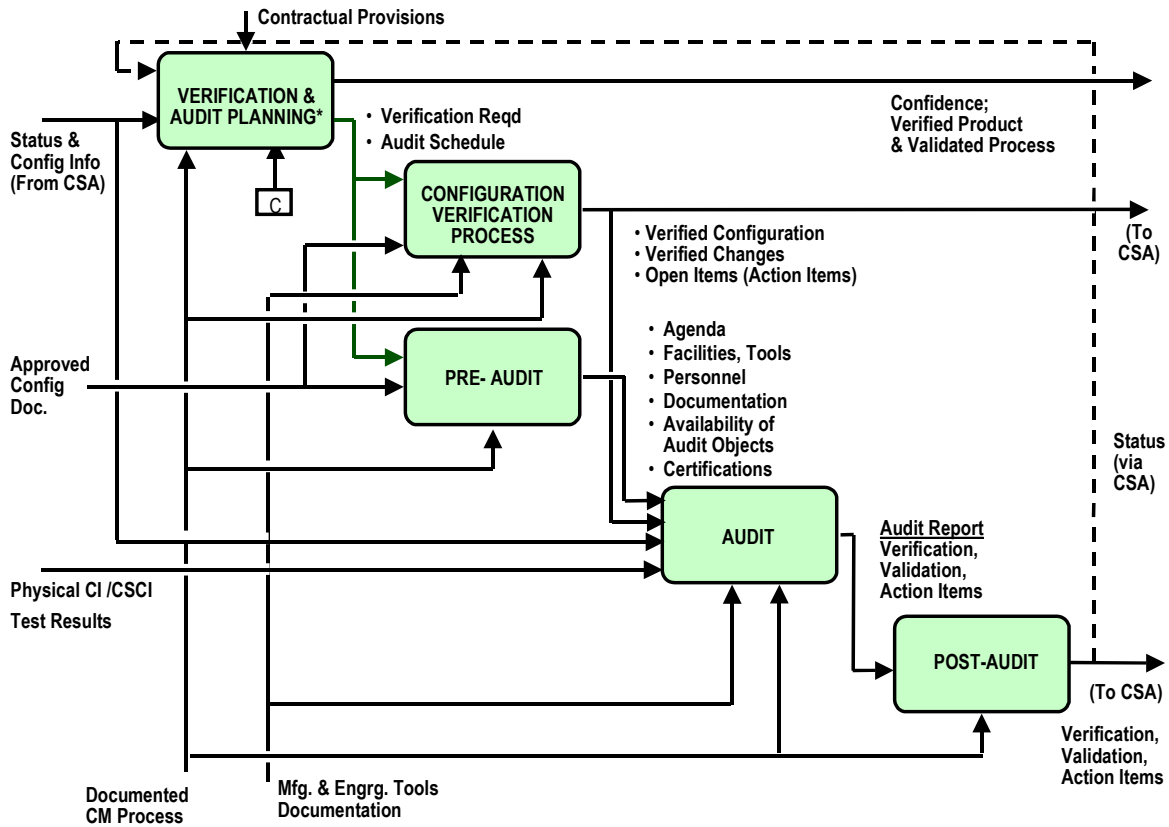 Contractual Provisions
VERIFICATION &
AUDIT PLANNING*
Status &
Config Info
(From CSA)
• Verification Reqd
• Audit Schedule
Confidence;
Verified Product
& Validated Process
C
CONFIGURATION
VERIFICATION
PROCESS
• Verified Configuration
• Verified Changes
• Open Items (Action Items)
(To
CSA)
Approved
Config
Doc.
PRE- AUDIT
• Agenda
• Facilities, Tools
• Personnel
• Documentation
• Availability of
Audit Objects
• Certifications
Status
(via
CSA)
AUDIT
Audit Report
Verification,
Validation,
Action Items
Physical CI /CSCI
Test Results
POST-AUDIT
(To CSA)
Verification,
Validation,
Action Items
Documented
CM Process
Mfg. & Engrg. Tools
Documentation